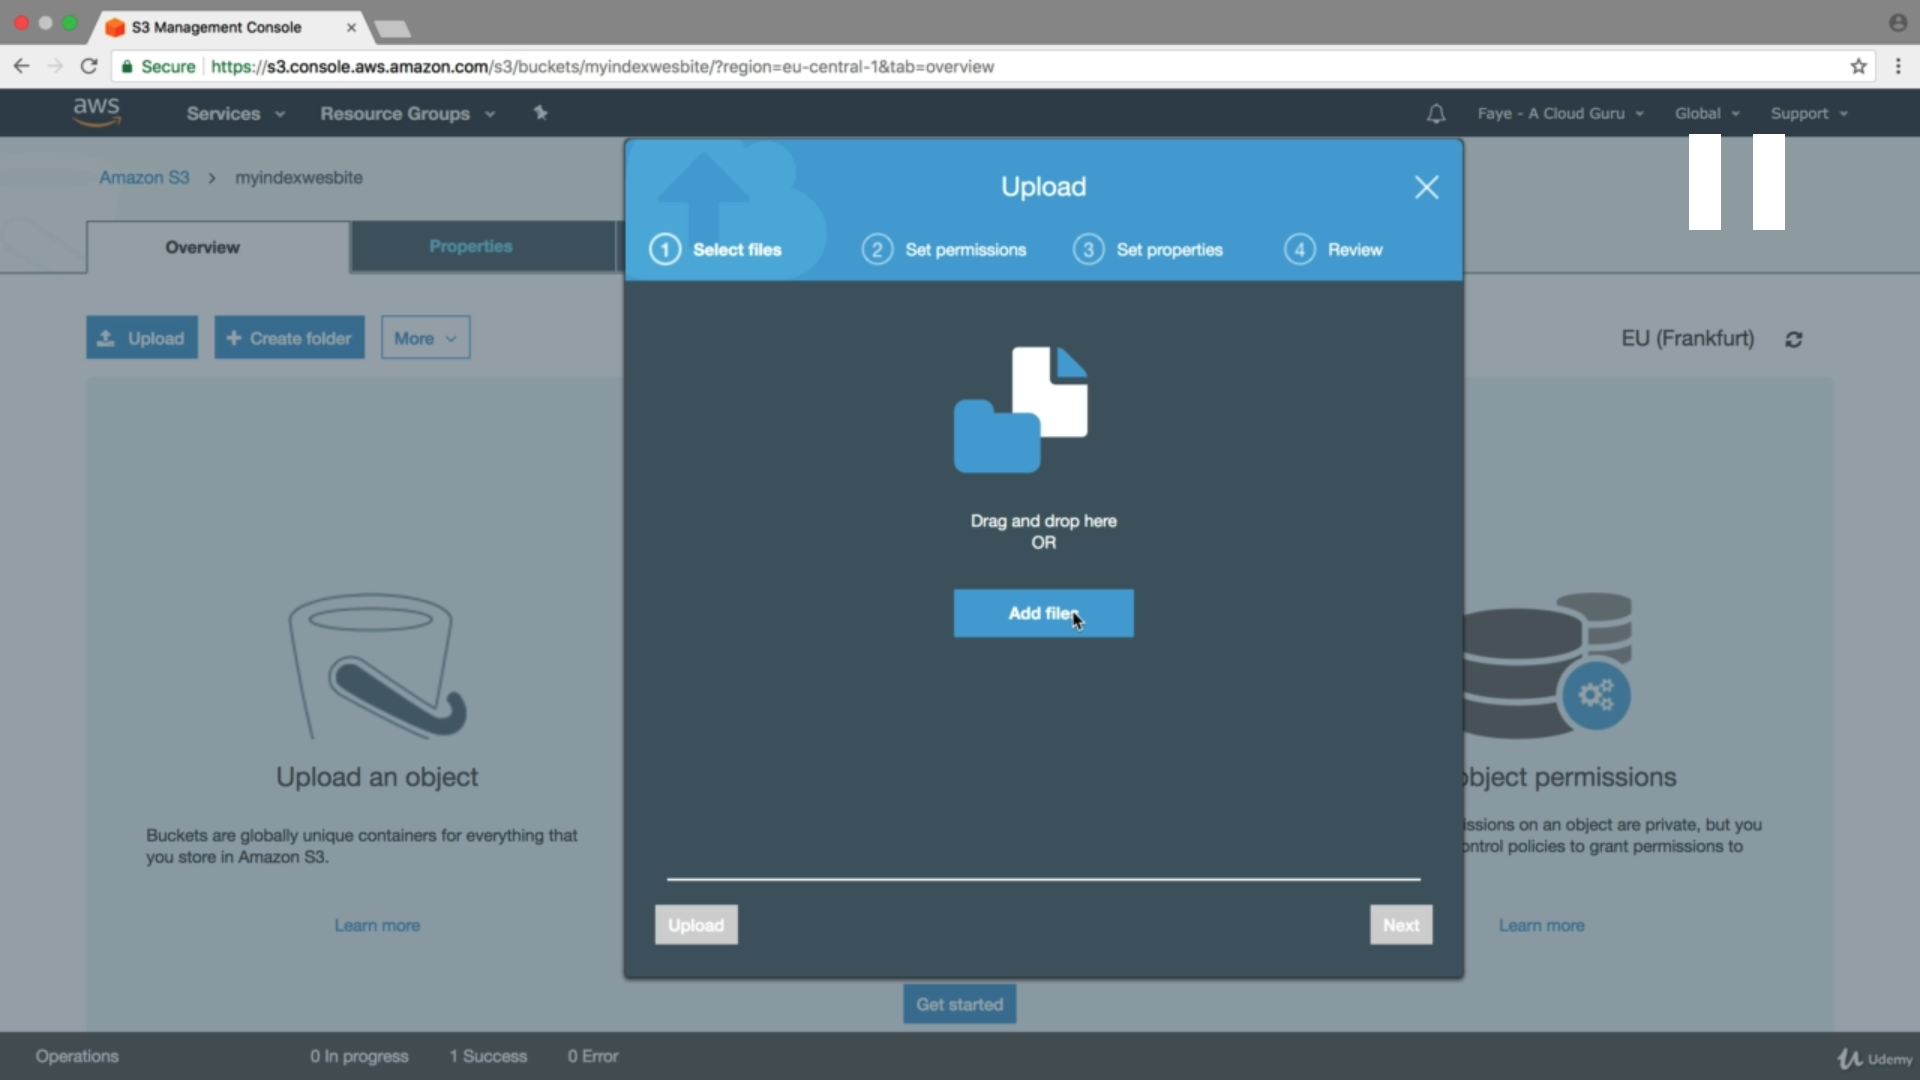 S3 Management Console
Secure https://s3.console.aws.amazon.com/s3/buckets/myindexwesbite/?region=eu-central-1&tab=overview
aws Services Resource Groups Faye - A Cloud Guru Global Support
Amazon S3 > myindexwesbite
Upload
1 Select files 2 Set permissions 3 Set properties 4 Review
Overview Properties
Upload Create folder More
EU (Frankfurt)
Drag and drop here
OR
Add files
Upload an object
Buckets are globally unique containers for everything that
you store in Amazon S3.
Learn more
object permissions
issions on an object are private, but you
ontrol policies to grant permissions to
Learn more
Upload Next
Get started
Operations 0 In progress 1 Success 0 Error
Udemy